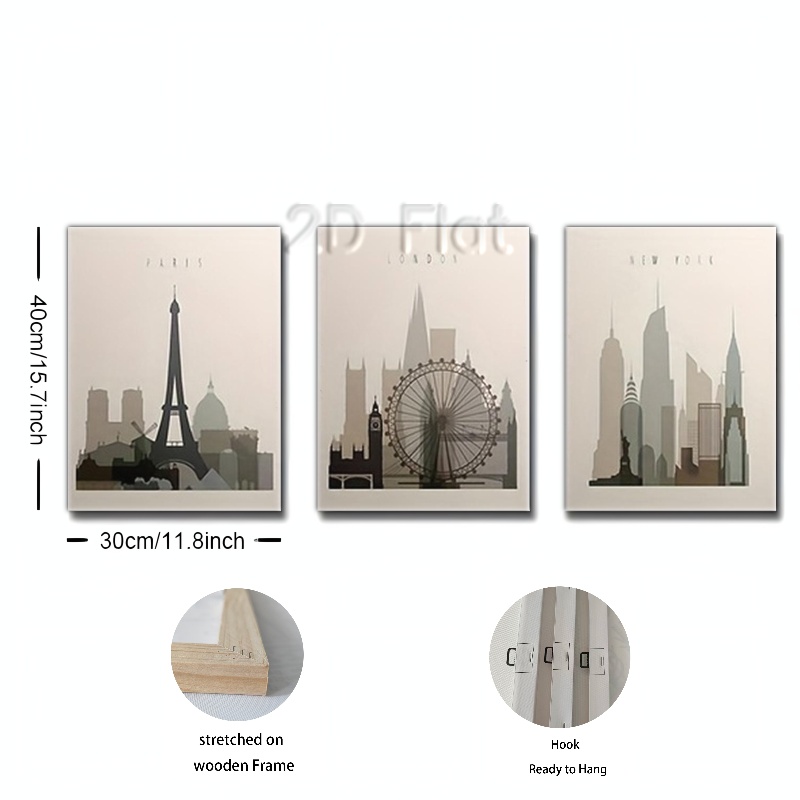 2D Flat
PARIS
LONDON
NEW YORK
40cm/15.7inch
30cm/11.8inch
stretched on
wooden Frame
Hook
Ready to Hang